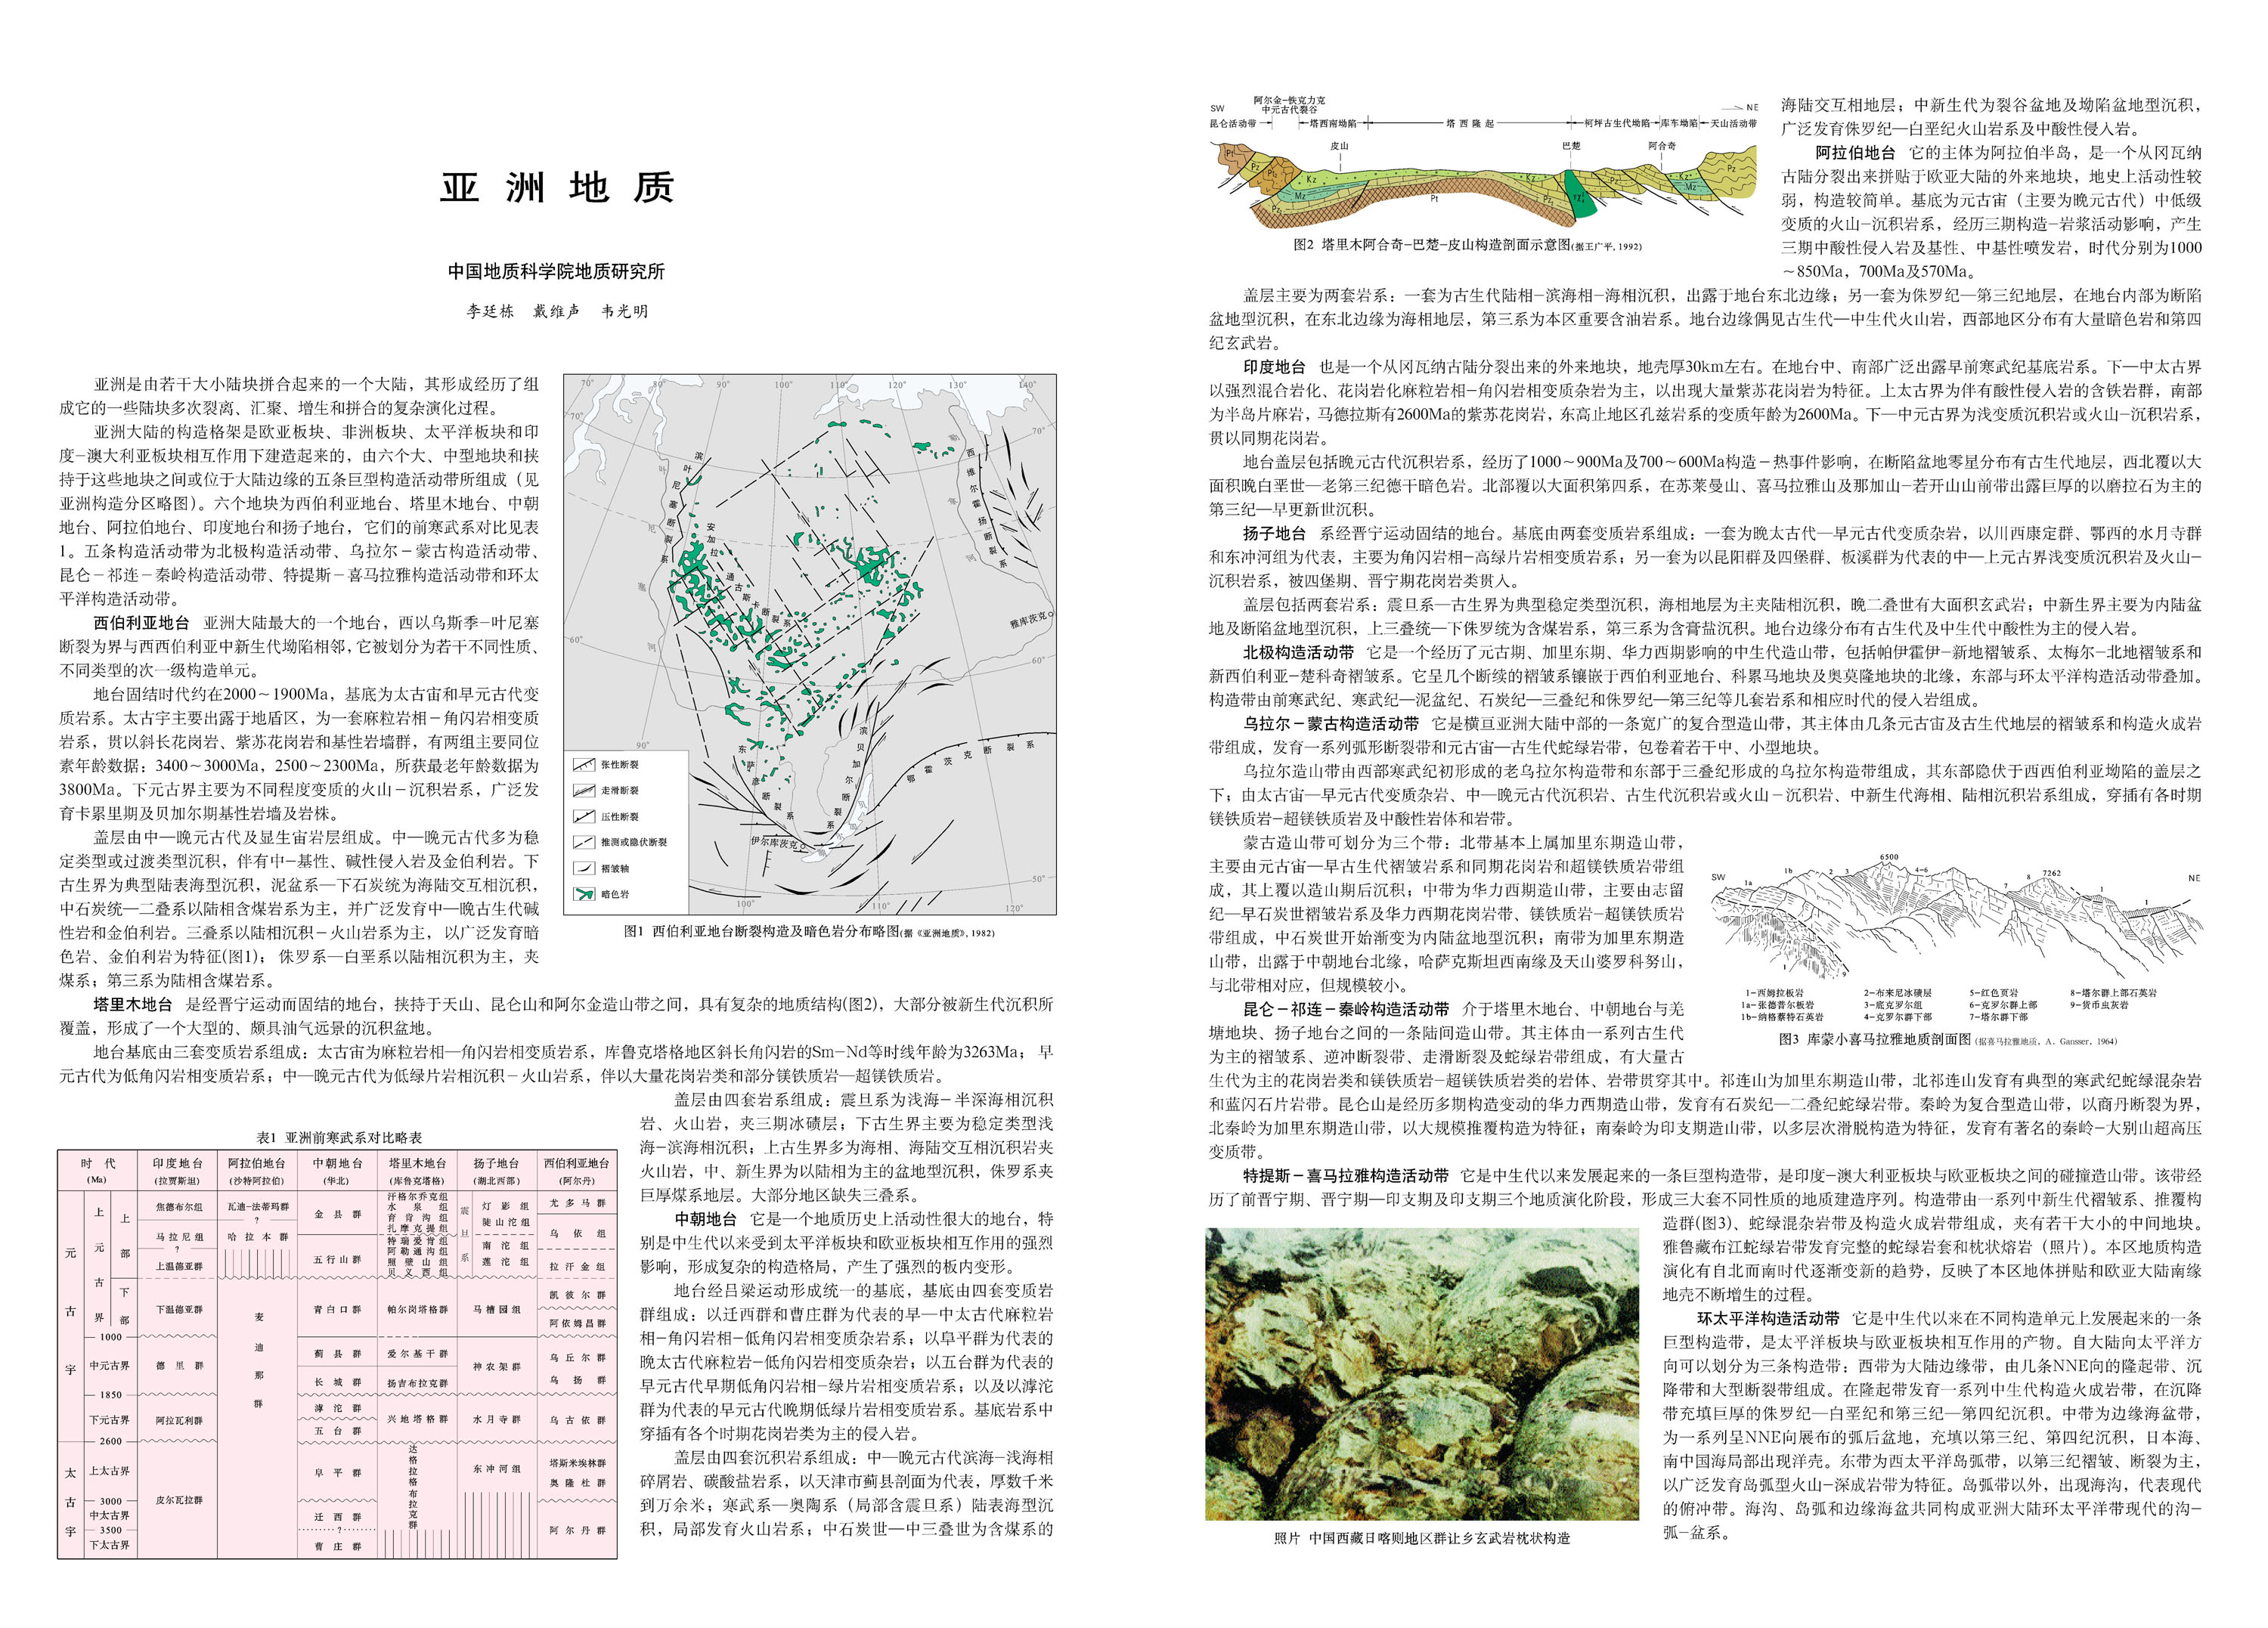 亚洲地质
中国地质科学院地质研究所
李廷栋 戴维声 韦光明
亚洲是由若干大小陆块拼合起来的一个大陆，其形成经历了组
成它的一些陆块多次裂离、汇聚、增生和拼合的复杂演化过程。
亚洲大陆的构造格架是欧亚板块、非洲板块、太平洋板块和印
度–澳大利亚板块相互作用下建造起来的，由六个大、中型地块和挟
持于这些地块之间或位于大陆边缘的五条巨型构造活动带所组成（见
亚洲构造分区略图）。六个地块为西伯利亚地台、塔里木地台、中朝
地台、阿拉伯地台、印度地台和扬子地台，它们的前寒武系对比见表
1。五条构造活动带为北极构造活动带、乌拉尔–蒙古构造活动带、
昆仑–祁连–秦岭构造活动带、特提斯–喜马拉雅构造活动带和环太
平洋构造活动带。
西伯利亚地台 亚洲大陆最大的一个地台，西以乌斯季–叶尼塞
断裂为界与西西伯利亚中新生代坳陷相邻，它被划分为若干不同性质、
不同类型的次一级构造单元。
地台固结时代约在2000～1900Ma，基底为太古宙和早元古代变
质岩系。太古宇主要出露于地盾区，为一套麻粒岩相–角闪岩相变质
岩系，贯以斜长花岗岩、紫苏花岗岩和基性岩墙群，有两组主要同位
素年龄数据：3400～3000Ma，2500～2300Ma，所获最老年龄数据为
3800Ma。下元古界主要为不同程度变质的火山–沉积岩系，广泛发
育卡累里期及贝加尔期基性岩墙及岩株。
盖层由中—晚元古代及显生宙岩层组成。中—晚元古代多为稳
定类型或过渡类型沉积，伴有中–基性、碱性侵入岩及金伯利岩。下
古生界为典型陆表海型沉积，泥盆系—下石炭统为海陆交互相沉积，
中石炭统—二叠系以陆相含煤岩系为主，并广泛发育中—晚古生代碱
性岩和金伯利岩。三叠系以陆相沉积–火山岩系为主，以广泛发育暗
色岩、金伯利岩为特征(图1)；侏罗系—白垩系以陆相沉积为主，夹
煤系；第三系为陆相含煤岩系。
70°
80°
90°
100°
110°
120°
130°
140°
70°
70°
60°
60°
90°
50°
100°
110°
120°
滨叶尼塞断裂系
安加拉
通古斯卡断裂系
西维尔霍扬断裂系
东萨彦断裂系
滨贝加尔断裂系
鄂霍茨克断裂系
雅库茨克
伊尔库茨克
叶尼塞河
勒拿河
张性断裂
走滑断裂
压性断裂
推测或隐伏断裂
褶皱轴
暗色岩
图1 西伯利亚地台断裂构造及暗色岩分布略图(据《亚洲地质》，1982)
塔里木地台 是经晋宁运动而固结的地台，挟持于天山、昆仑山和阿尔金造山带之间，具有复杂的地质结构(图2)，大部分被新生代沉积所
覆盖，形成了一个大型的、颇具油气远景的沉积盆地。
地台基底由三套变质岩系组成：太古宙为麻粒岩相—角闪岩相变质岩系，库鲁克塔格地区斜长角闪岩的Sm–Nd等时线年龄为3263Ma；早
元古代为低角闪岩相变质岩系；中—晚元古代为低绿片岩相沉积–火山岩系，伴以大量花岗岩类和部分镁铁质岩—超镁铁质岩。
盖层由四套岩系组成：震旦系为浅海–半深海相沉积
岩、火山岩，夹三期冰碛层；下古生界主要为稳定类型浅
海–滨海相沉积；上古生界多为海相、海陆交互相沉积岩夹
火山岩，中、新生界为以陆相为主的盆地型沉积，侏罗系夹
巨厚煤系地层。大部分地区缺失三叠系。
中朝地台 它是一个地质历史上活动性很大的地台，特
别是中生代以来受到太平洋板块和欧亚板块相互作用的强烈
影响，形成复杂的构造格局，产生了强烈的板内变形。
地台经吕梁运动形成统一的基底，基底由四套变质岩
群组成：以迁西群和曹庄群为代表的早—中太古代麻粒岩
相–角闪岩相–低角闪岩相变质杂岩系；以阜平群为代表的
晚太古代麻粒岩–低角闪岩相变质杂岩；以五台群为代表的
早元古代早期低角闪岩相–绿片岩相变质岩系；以及以滹沱
群为代表的早元古代晚期低绿片岩相变质岩系。基底岩系中
穿插有各个时期花岗岩类为主的侵入岩。
盖层由四套沉积岩系组成：中—晚元古代滨海—浅海相
碎屑岩、碳酸盐岩系，以天津市蓟县剖面为代表，厚数千米
到万余米；寒武系—奥陶系（局部含震旦系）陆表海型沉
积，局部发育火山岩系；中石炭世—中三叠世为含煤系的
表1 亚洲前寒武系对比略表
时代 (Ma)
印度地台 (拉贾斯坦)
阿拉伯地台 (沙特阿拉伯)
中朝地台 (华北)
塔里木地台 (库鲁克塔格)
扬子地台 (湖北西部)
西伯利亚地台 (阿尔丹)
元古宇
上元古界
上部
下部
1000
中元古界
1850
下元古界
2600
太古宇
上太古界
3000
中太古界
3500
下太古界
焦德布尔组
马拉尼组
?
上温德亚群
下温德亚群
德里群
阿拉瓦利群
皮尔瓦拉群
瓦迪–法蒂玛群
?
哈拉本群
麦迪那群
金县群
五行山群
青白口群
蓟县群
长城群
滹沱群
五台群
阜平群
迁西群
?
曹庄群
汗格尔乔克组
水泉组
育肯沟组
扎摩克提组
特瑞爱肯组
阿勒通沟组
照壁山组
贝义西组
帕尔岗塔格群
爱尔基干群
扬吉布拉克群
兴地塔格群
达格拉格布拉克群
震旦系
灯影组
陡山沱组
南沱组
莲沱组
马槽园组
神农架群
水月寺群
东冲河组
尤多马群
乌依组
拉汗金组
凯彼尔群
阿依姆昌群
乌丘尔群
乌扬群
乌古依群
塔斯米埃林群
奥隆杜群
阿尔丹群
SW
阿尔金–铁克力克
中元古代裂谷
NE
昆仑活动带
塔西南坳陷
塔西隆起
柯坪古生代坳陷
库车坳陷
天山活动带
皮山
巴楚
阿合奇
Pt
Pz
Pt₂
Kz
Mz
Pz
Pt
Kz
Pz₁
Pz
Kz
Mz
Pz
图2 塔里木阿合奇–巴楚–皮山构造剖面示意图(据王广平，1992)
海陆交互相地层；中新生代为裂谷盆地及坳陷盆地型沉积，
广泛发育侏罗纪—白垩纪火山岩系及中酸性侵入岩。
阿拉伯地台 它的主体为阿拉伯半岛，是一个从冈瓦纳
古陆分裂出来拼贴于欧亚大陆的外来地块，地史上活动性较
弱，构造较简单。基底为元古宙（主要为晚元古代）中低级
变质的火山–沉积岩系，经历三期构造–岩浆活动影响，产生
三期中酸性侵入岩及基性、中基性喷发岩，时代分别为1000
～850Ma，700Ma及570Ma。
盖层主要为两套岩系：一套为古生代陆相–滨海相–海相沉积，出露于地台东北边缘；另一套为侏罗纪—第三纪地层，在地台内部为断陷
盆地型沉积，在东北边缘为海相地层，第三系为本区重要含油岩系。地台边缘偶见古生代—中生代火山岩，西部地区分布有大量暗色岩和第四
纪玄武岩。
印度地台 也是一个从冈瓦纳古陆分裂出来的外来地块，地壳厚30km左右。在地台中、南部广泛出露早前寒武纪基底岩系。下—中太古界
以强烈混合岩化、花岗岩化麻粒岩相–角闪岩相变质杂岩为主，以出现大量紫苏花岗岩为特征。上太古界为伴有酸性侵入岩的含铁岩群，南部
为半岛片麻岩，马德拉斯有2600Ma的紫苏花岗岩，东高止地区孔兹岩系的变质年龄为2600Ma。下—中元古界为浅变质沉积岩或火山–沉积岩系，
贯以同期花岗岩。
地台盖层包括晚元古代沉积岩系，经历了1000～900Ma及700～600Ma构造–热事件影响，在断陷盆地零星分布有古生代地层，西北覆以大
面积晚白垩世—老第三纪德干暗色岩。北部覆以大面积第四系，在苏莱曼山、喜马拉雅山及那加山–若开山山前带出露巨厚的以磨拉石为主的
第三纪—早更新世沉积。
扬子地台 系经晋宁运动固结的地台。基底由两套变质岩系组成：一套为晚太古代—早元古代变质杂岩，以川西康定群、鄂西的水月寺群
和东冲河组为代表，主要为角闪岩相–高绿片岩相变质岩系；另一套为以昆阳群及四堡群、板溪群为代表的中—上元古界浅变质沉积岩及火山–
沉积岩系，被四堡期、晋宁期花岗岩类贯入。
盖层包括两套岩系：震旦系—古生界为典型稳定类型沉积，海相地层为主夹陆相沉积，晚二叠世有大面积玄武岩；中新生界主要为内陆盆
地及断陷盆地型沉积，上三叠统—下侏罗统为含煤岩系，第三系为含膏盐沉积。地台边缘分布有古生代及中生代中酸性为主的侵入岩。
北极构造活动带 它是一个经历了元古期、加里东期、华力西期影响的中生代造山带，包括帕伊霍伊–新地褶皱系、太梅尔–北地褶皱系和
新西伯利亚–楚科奇褶皱系。它呈几个断续的褶皱系镶嵌于西伯利亚地台、科累马地块及奥莫隆地块的北缘，东部与环太平洋构造活动带叠加。
构造带由前寒武纪、寒武纪—泥盆纪、石炭纪—三叠纪和侏罗纪—第三纪等几套岩系和相应时代的侵入岩组成。
乌拉尔–蒙古构造活动带 它是横亘亚洲大陆中部的一条宽广的复合型造山带，其主体由几条元古宙及古生代地层的褶皱系和构造火成岩
带组成，发育一系列弧形断裂带和元古宙—古生代蛇绿岩带，包卷着若干中、小型地块。
乌拉尔造山带由西部寒武纪初形成的老乌拉尔构造带和东部于三叠纪形成的乌拉尔构造带组成，其东部隐伏于西西伯利亚坳陷的盖层之
下；由太古宙—早元古代变质杂岩、中—晚元古代沉积岩、古生代沉积岩或火山–沉积岩、中新生代海相、陆相沉积岩系组成，穿插有各时期
镁铁质岩–超镁铁质岩及中酸性岩体和岩带。
蒙古造山带可划分为三个带：北带基本上属加里东期造山带，
主要由元古宙—早古生代褶皱岩系和同期花岗岩和超镁铁质岩带组
成，其上覆以造山期后沉积；中带为华力西期造山带，主要由志留
纪—早石炭世褶皱岩系及华力西期花岗岩带、镁铁质岩–超镁铁质岩
带组成，中石炭世开始渐变为内陆盆地型沉积；南带为加里东期造
山带，出露于中朝地台北缘，哈萨克斯坦西南缘及天山婆罗科努山，
与北带相对应，但规模较小。
SW
NE
1a
1b
2
3
6500
4–6
7
8
7262
1
1
1
9
1–西姆拉板岩
1a–张德普尔板岩
1b–纳格蔡特石英岩
2–布来尼冰碛层
3–底克罗尔组
4–克罗尔群下部
5–红色页岩
6–克罗尔群上部
7–塔尔群下部
8–塔尔群上部石英岩
9–货币虫灰岩
图3 库蒙小喜马拉雅地质剖面图 (据喜马拉雅地质，A．Gansser，1964)
昆仑–祁连–秦岭构造活动带 介于塔里木地台、中朝地台与羌
塘地块、扬子地台之间的一条陆间造山带。其主体由一系列古生代
为主的褶皱系、逆冲断裂带、走滑断裂及蛇绿岩带组成，有大量古
生代为主的花岗岩类和镁铁质岩–超镁铁质岩类的岩体、岩带贯穿其中。祁连山为加里东期造山带，北祁连山发育有典型的寒武纪蛇绿混杂岩
和蓝闪石片岩带。昆仑山是经历多期构造变动的华力西期造山带，发育有石炭纪—二叠纪蛇绿岩带。秦岭为复合型造山带，以商丹断裂为界，
北秦岭为加里东期造山带，以大规模推覆构造为特征；南秦岭为印支期造山带，以多层次滑脱构造为特征，发育有著名的秦岭–大别山超高压
变质带。
特提斯–喜马拉雅构造活动带 它是中生代以来发展起来的一条巨型构造带，是印度–澳大利亚板块与欧亚板块之间的碰撞造山带。该带经
历了前晋宁期、晋宁期—印支期及印支期三个地质演化阶段，形成三大套不同性质的地质建造序列。构造带由一系列中新生代褶皱系、推覆构
造群(图3)、蛇绿混杂岩带及构造火成岩带组成，夹有若干大小的中间地块。
雅鲁藏布江蛇绿岩带发育完整的蛇绿岩套和枕状熔岩（照片）。本区地质构造
演化有自北而南时代逐渐变新的趋势，反映了本区地体拼贴和欧亚大陆南缘
地壳不断增生的过程。
环太平洋构造活动带 它是中生代以来在不同构造单元上发展起来的一条
巨型构造带，是太平洋板块与欧亚板块相互作用的产物。自大陆向太平洋方
向可以划分为三条构造带：西带为大陆边缘带，由几条NNE向的隆起带、沉
降带和大型断裂带组成。在隆起带发育一系列中生代构造火成岩带，在沉降
带充填巨厚的侏罗纪—白垩纪和第三纪—第四纪沉积。中带为边缘海盆带，
为一系列呈NNE向展布的弧后盆地，充填以第三纪、第四纪沉积，日本海、
南中国海局部出现洋壳。东带为西太平洋岛弧带，以第三纪褶皱、断裂为主，
以广泛发育岛弧型火山–深成岩带为特征。岛弧带以外，出现海沟，代表现代
的俯冲带。海沟、岛弧和边缘海盆共同构成亚洲大陆环太平洋带现代的沟–
弧–盆系。
照片 中国西藏日喀则地区群让乡玄武岩枕状构造